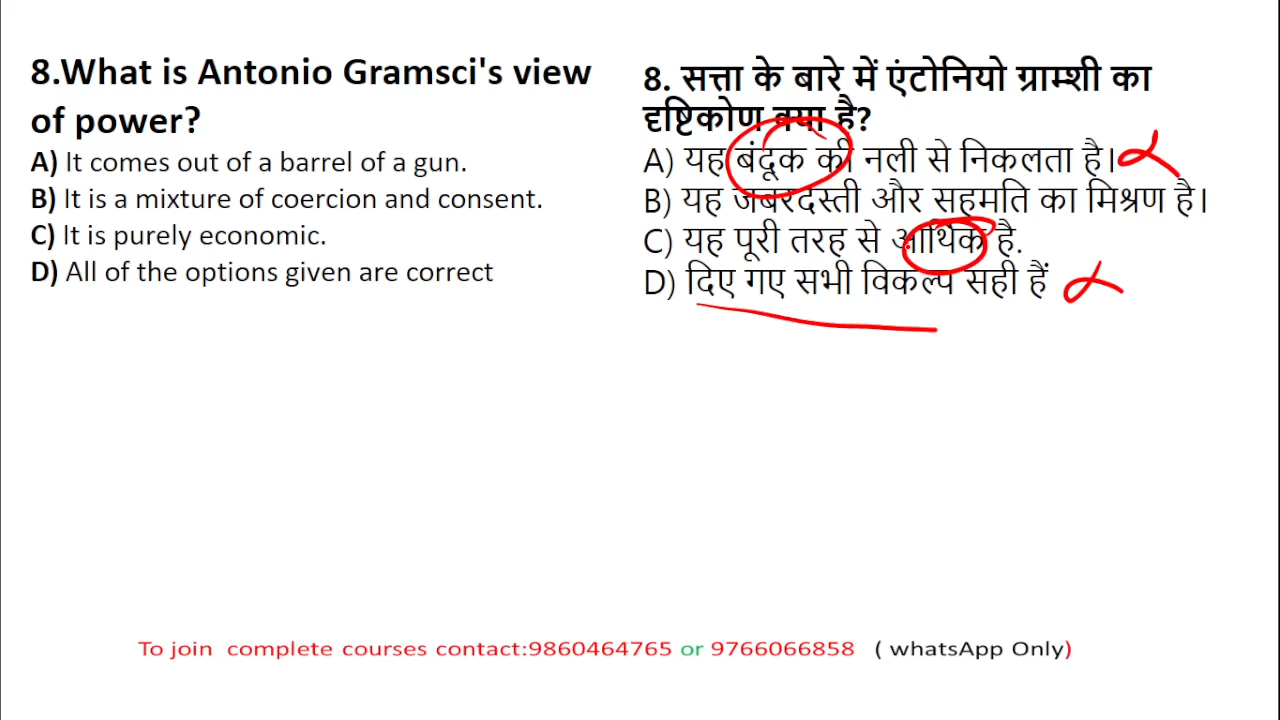 8.What is Antonio Gramsci's view
of power?
A) It comes out of a barrel of a gun.
B) It is a mixture of coercion and consent.
C) It is purely economic.
D) All of the options given are correct
8. सत्ता के बारे में एंटोनियो ग्राम्शी का
दृष्टिकोण क्या है?
A) यह बंदूक की नली से निकलता है।
B) यह जबरदस्ती और सहमति का मिश्रण है।
C) यह पूरी तरह से आर्थिक है.
D) दिए गए सभी विकल्प सही हैं
To join complete courses contact:9860464765 or 9766066858 ( whatsApp Only)